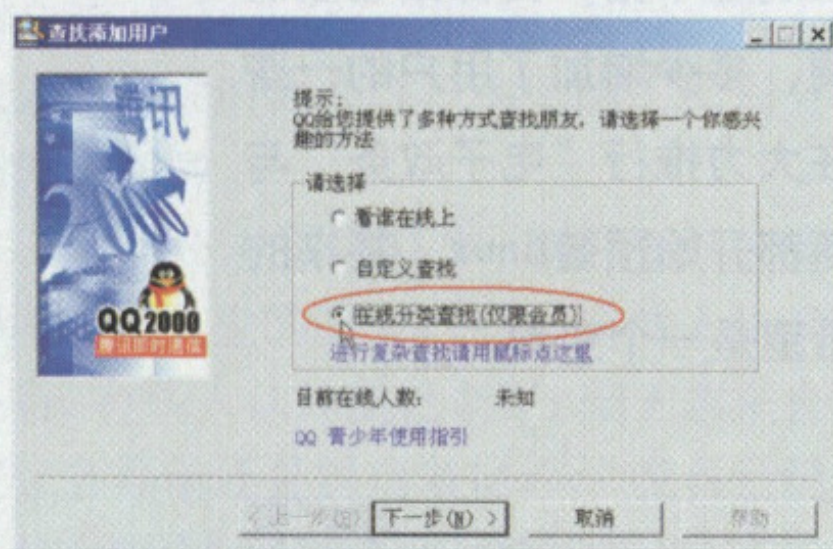 查找添加用户
腾讯
2000
QQ2000
腾讯即时通信
提示:
QQ给您提供了多种方式查找朋友, 请选择一个你感兴
趣的方法
请选择
看谁在线上
自定义查找
在线分类查找(仅限会员)
进行复杂查找请用鼠标点这里
目前在线人数: 未知
QQ 青少年使用指引
< 上一步(B) 下一步(N) > 取消 帮助